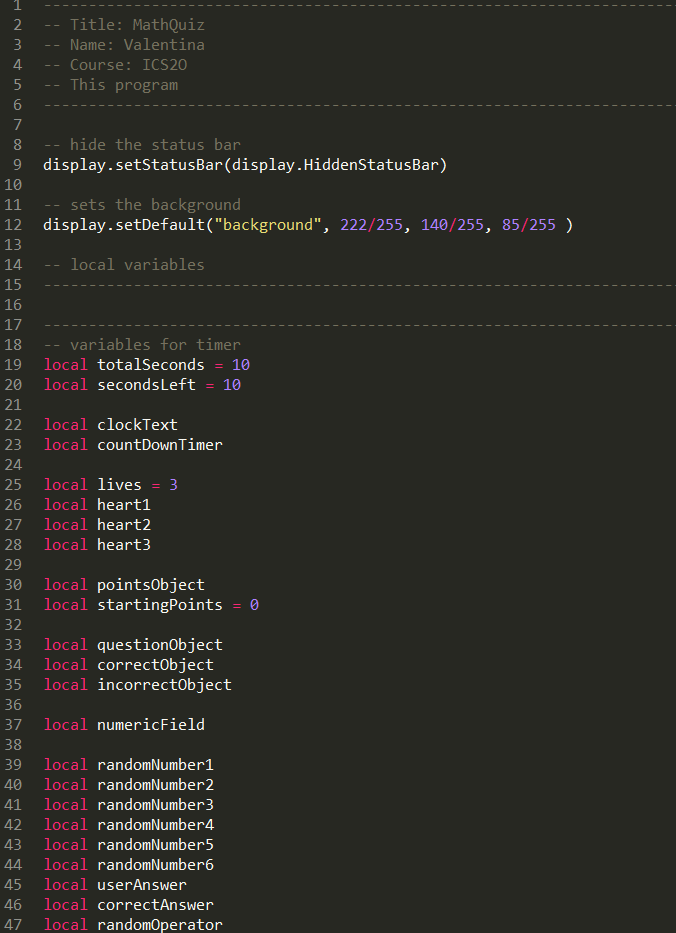 1 ------------------------------------------------------------------------
2 -- Title: MathQuiz
3 -- Name: Valentina
4 -- Course: ICS2O
5 -- This program
6 ------------------------------------------------------------------------
7
8 -- hide the status bar
9 display.setStatusBar(display.HiddenStatusBar)
10
11 -- sets the background
12 display.setDefault("background", 222/255, 140/255, 85/255 )
13
14 -- local variables
15 ------------------------------------------------------------------------
16
17 ------------------------------------------------------------------------
18 -- variables for timer
19 local totalSeconds = 10
20 local secondsLeft = 10
21
22 local clockText
23 local countDownTimer
24
25 local lives = 3
26 local heart1
27 local heart2
28 local heart3
29
30 local pointsObject
31 local startingPoints = 0
32
33 local questionObject
34 local correctObject
35 local incorrectObject
36
37 local numericField
38
39 local randomNumber1
40 local randomNumber2
41 local randomNumber3
42 local randomNumber4
43 local randomNumber5
44 local randomNumber6
45 local userAnswer
46 local correctAnswer
47 local randomOperator